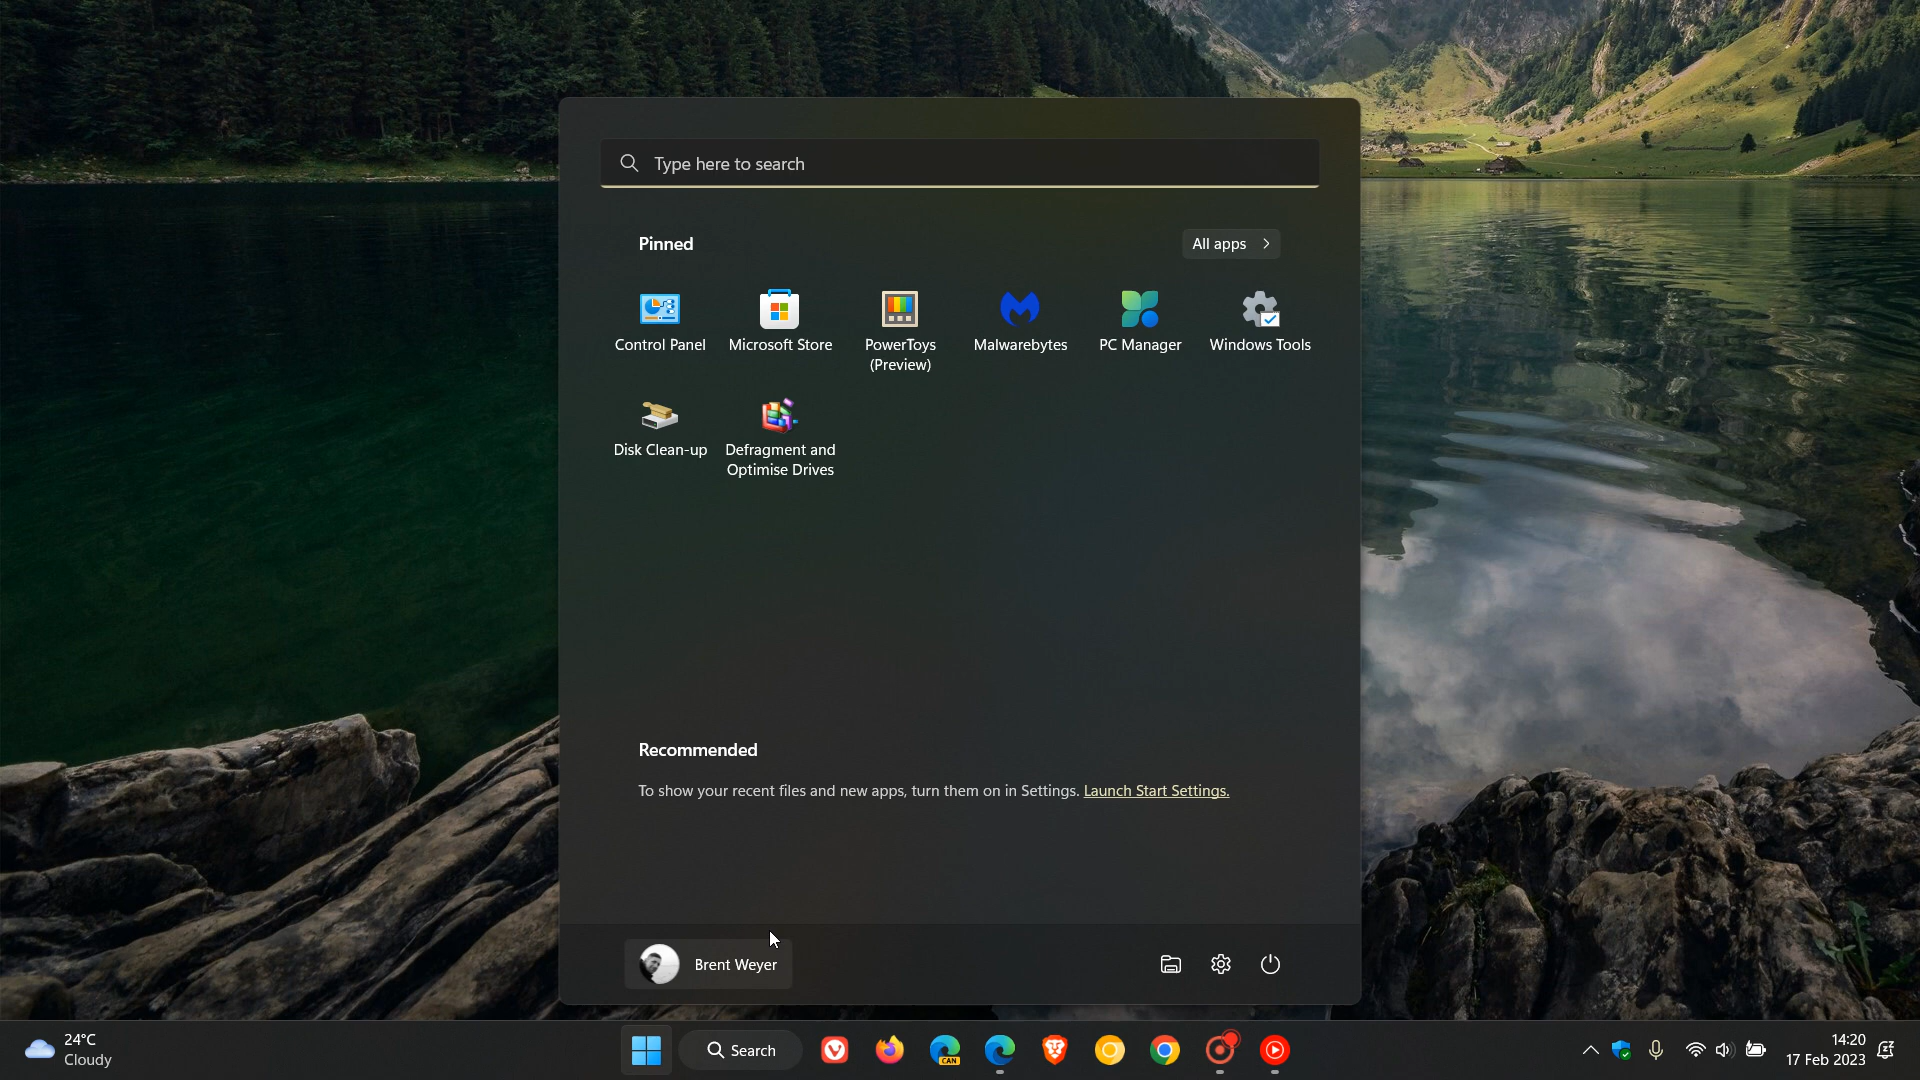 Type here to search
Pinned
All apps
Control Panel
Microsoft Store
PowerToys
(Preview)
Malwarebytes
PC Manager
Windows Tools
Disk Clean-up
Defragment and
Optimise Drives
Recommended
To show your recent files and new apps, turn them on in Settings. Launch Start Settings.
Brent Weyer
24°C
Cloudy
Search
CAN
14:20
17 Feb 2023